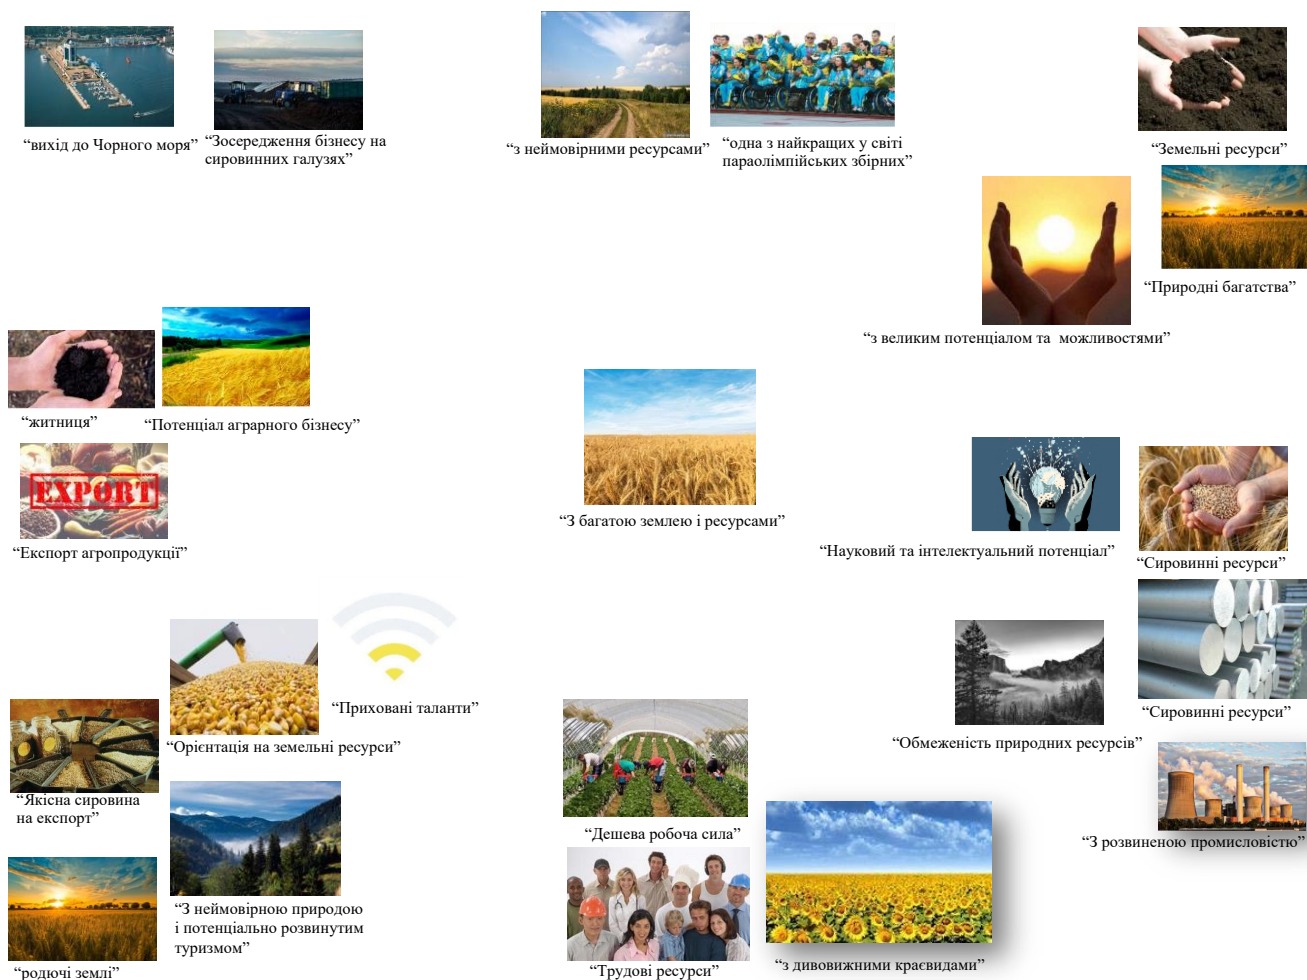 “вихід до Чорного моря”
“Зосередження бізнесу на
сировинних галузях”
“з неймовірними ресурсами”
“одна з найкращих у світі
параолімпійських збірних”
“Земельні ресурси”
“Природні багатства”
“з великим потенціалом та можливостями”
“житниця”
“Потенціал аграрного бізнесу”
EXPORT
“Експорт агропродукції”
“З багатою землею і ресурсами”
“Науковий та інтелектуальний потенціал”
“Сировинні ресурси”
“Приховані таланти”
“Орієнтація на земельні ресурси”
“Сировинні ресурси”
“Обмеженість природних ресурсів”
“Якісна сировина
на експорт”
“Дешева робоча сила”
“З розвиненою промисловістю”
“З неймовірною природою
і потенціально розвинутим
туризмом”
“родючі землі”
“Трудові ресурси”
“з дивовижними краєвидами”